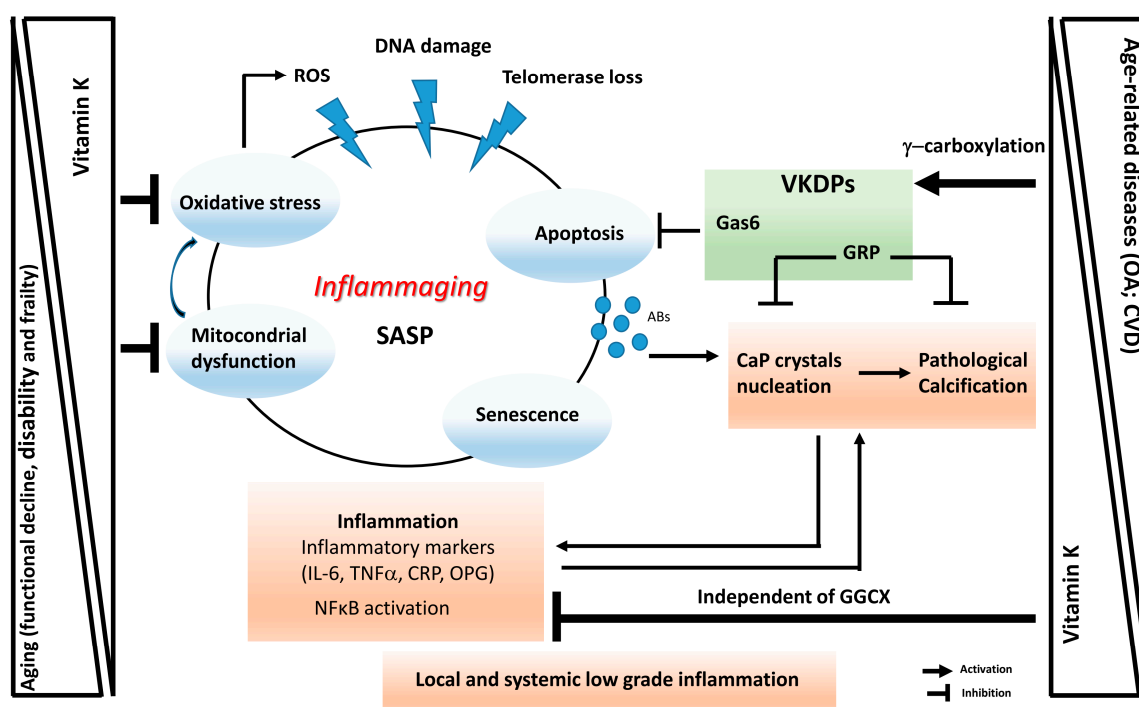 DNA damage
ROS
Telomerase loss
Vitamin K
Age-related diseases (OA; CVD)
γ–carboxylation
VKDPs
Oxidative stress
Gas6
Apoptosis
GRP
Inflammaging
SASP
ABs
Mitocondrial
dysfunction
CaP crystals
nucleation
Pathological
Calcification
Senescence
Aging (functional decline, disability and frailty)
Inflammation
Inflammatory markers
(IL-6, TNFα, CRP, OPG)
NFκB activation
Independent of GGCX
Vitamin K
Local and systemic low grade inflammation
Activation
Inhibition